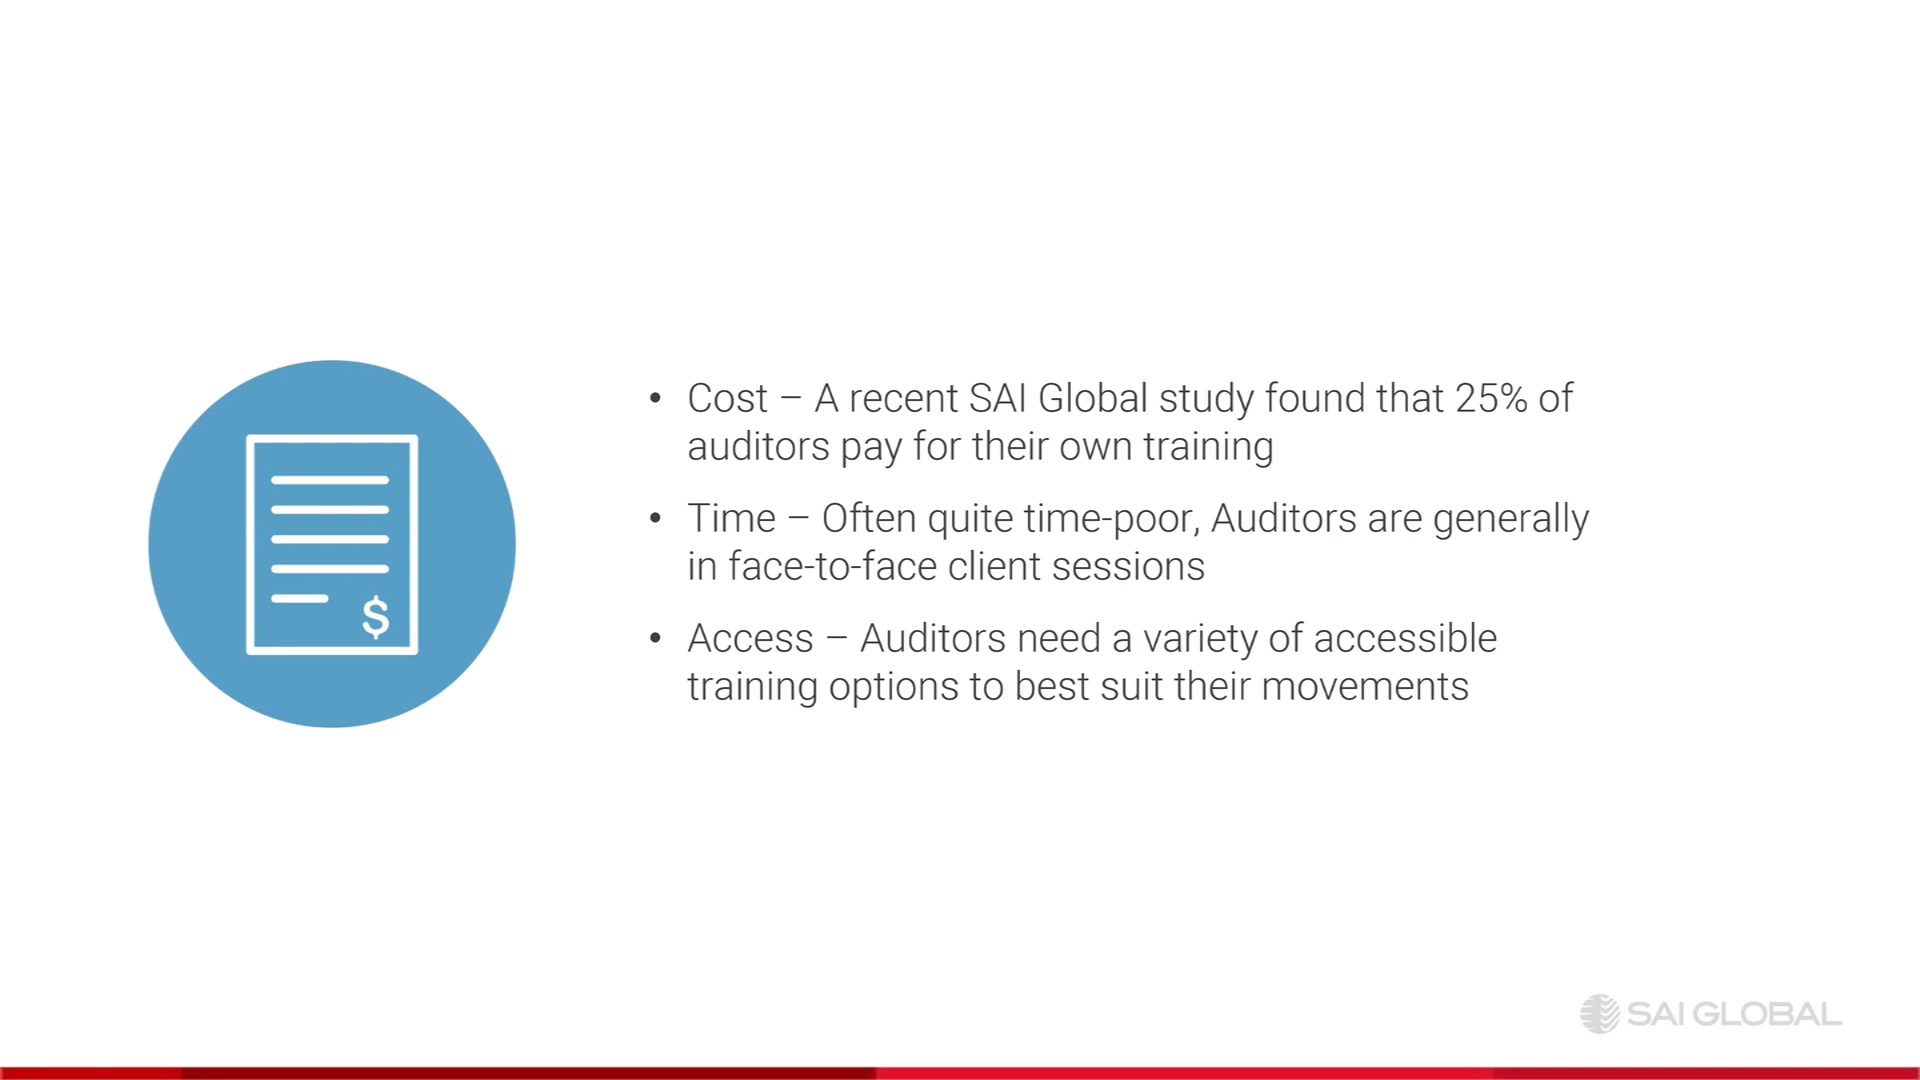 • Cost – A recent SAI Global study found that 25% of
auditors pay for their own training
• Time – Often quite time-poor, Auditors are generally
in face-to-face client sessions
• Access – Auditors need a variety of accessible
training options to best suit their movements
$
SAI GLOBAL